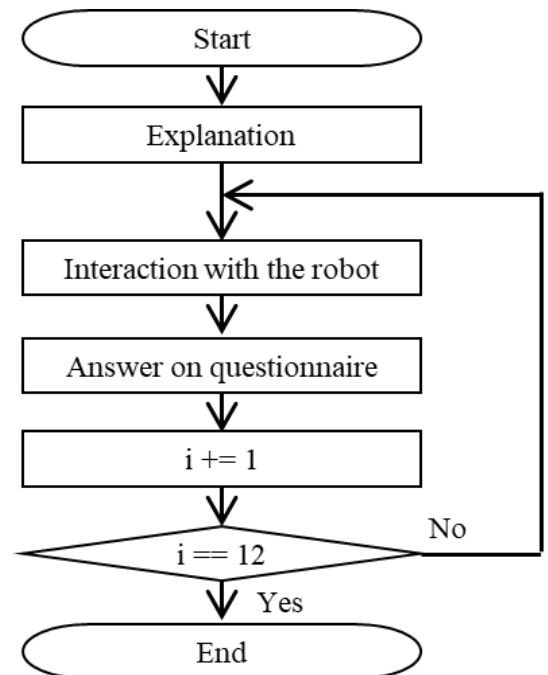 Start
Explanation
Interaction with the robot
Answer on questionnaire
i += 1
i == 12
No
Yes
End